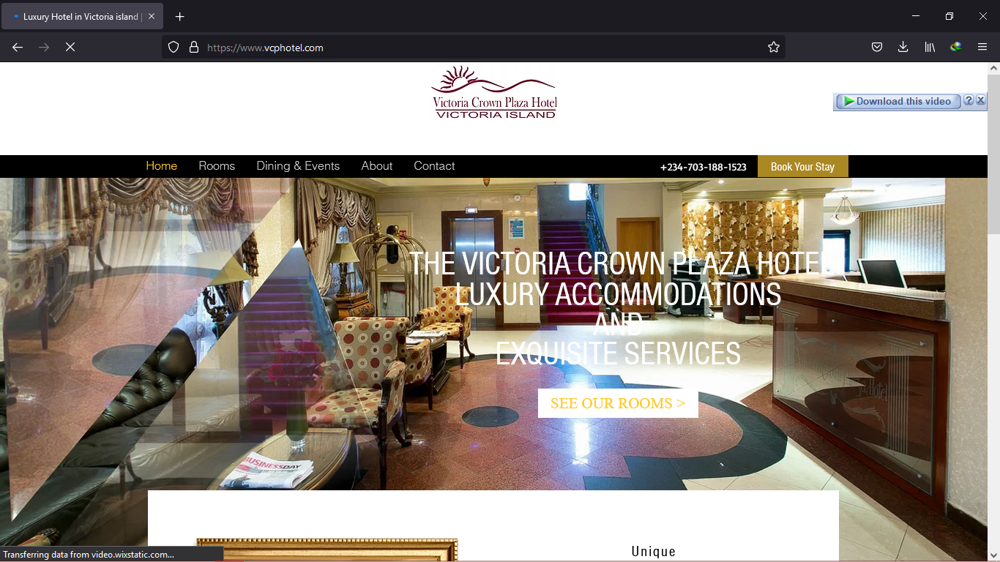 Luxury Hotel in Victoria island |
https://www.vcphotel.com
Victoria Crown Plaza Hotel
VICTORIA ISLAND
Download this video
Home
Rooms
Dining & Events
About
Contact
+234-703-188-1523
Book Your Stay
THE VICTORIA CROWN PLAZA HOTEL
LUXURY ACCOMMODATIONS
AND
EXQUISITE SERVICES
SEE OUR ROOMS >
BUSINESSDAY
Unique
Transferring data from video.wixstatic.com...